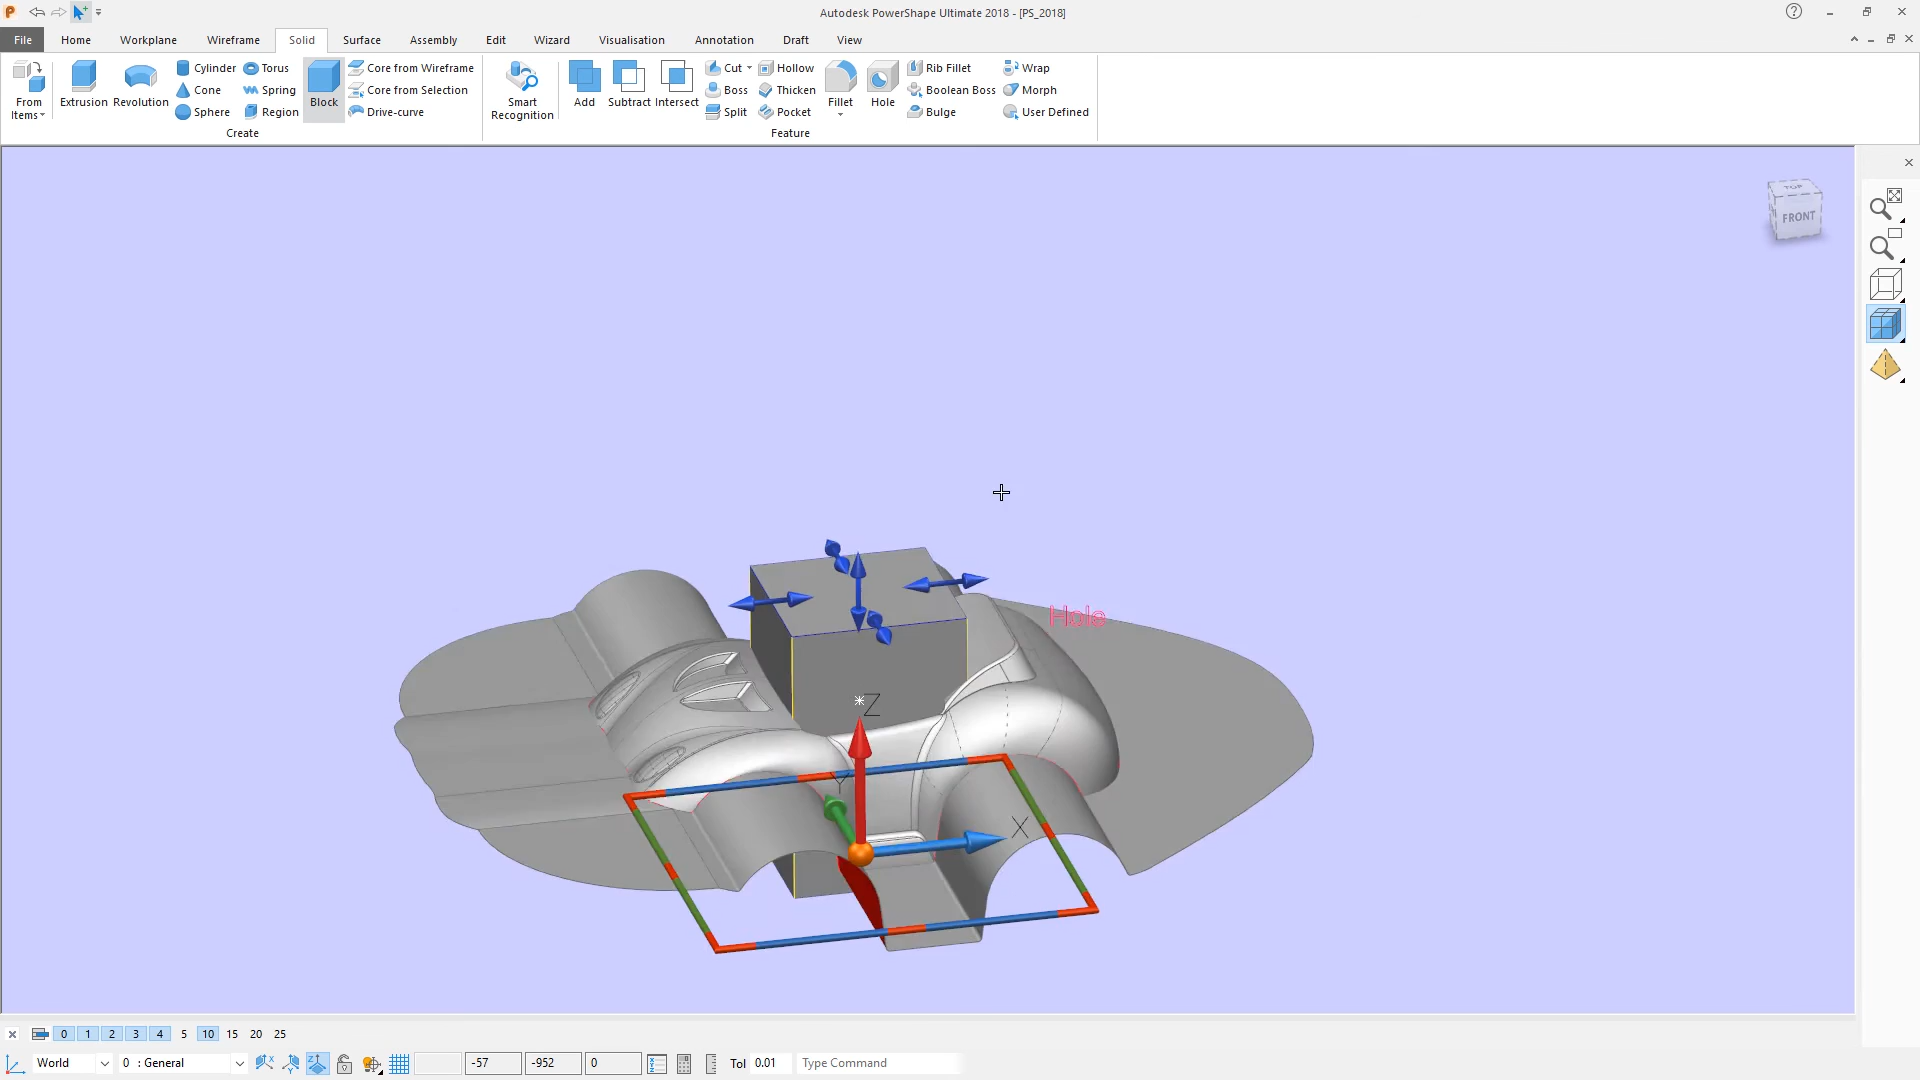 Autodesk PowerShape Ultimate 2018 - [PS_2018]
File Home Workplane Wireframe Solid Surface Assembly Edit Wizard Visualisation Annotation Draft View
From Items
Extrusion
Revolution
Cylinder
Cone
Sphere
Torus
Spring
Region
Block
Core from Wireframe
Core from Selection
Drive-curve
Create
Smart Recognition
Add
Subtract
Intersect
Cut
Boss
Split
Hollow
Thicken
Pocket
Fillet
Hole
Rib Fillet
Boolean Boss
Bulge
Wrap
Morph
User Defined
Feature
TOP
FRONT
Hole
Z
Y
X
0 1 2 3 4 5 10 15 20 25
World 0 : General -57 -952 0 Tol 0.01 Type Command